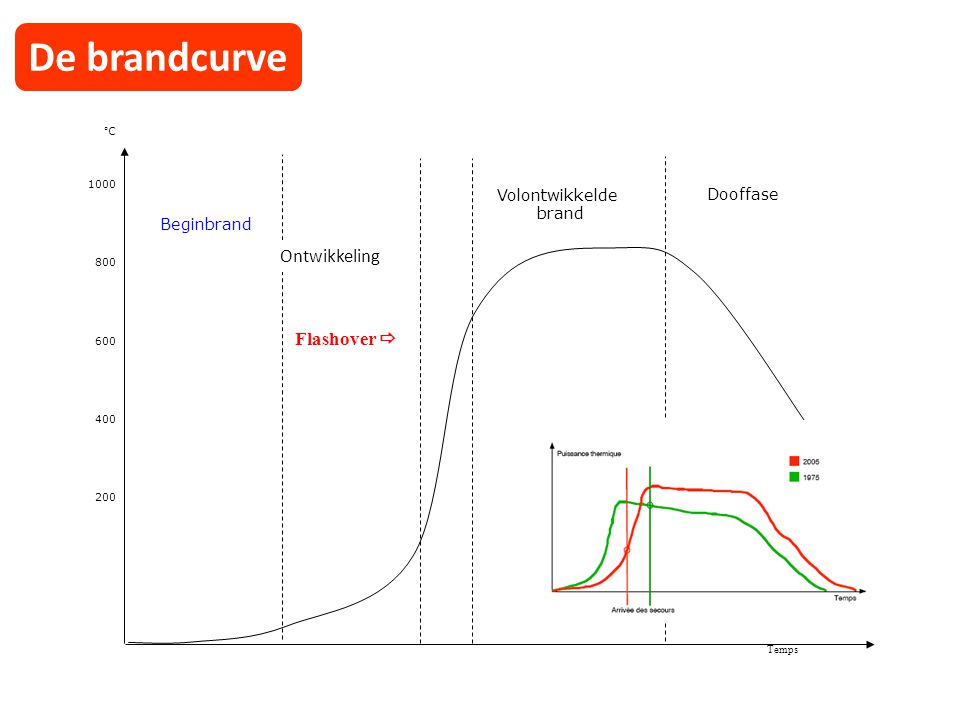 De brandcurve
°C
1000
800
600
400
200
Beginbrand
Ontwikkeling
Flashover ⇨
Volontwikkelde
brand
Dooffase
Puissance thermique
2005
1975
Temps
Arrivée des secours
Temps